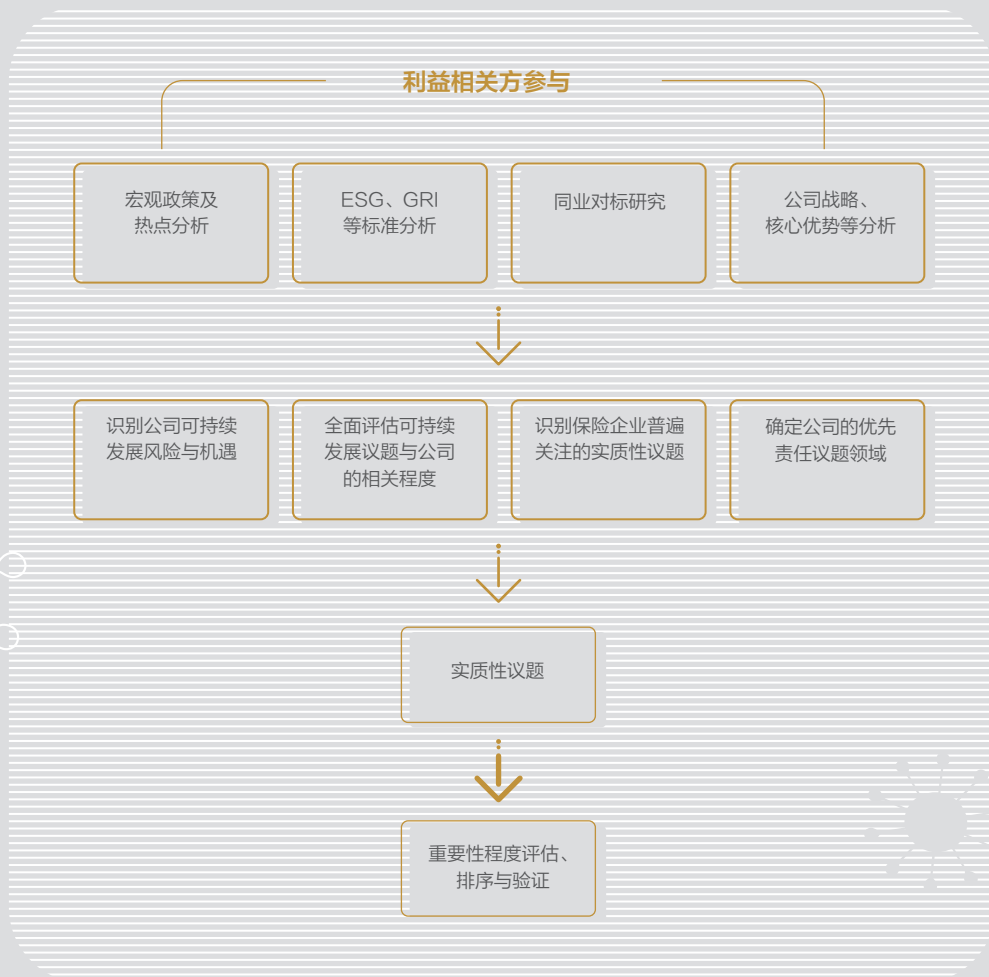 利益相关方参与
宏观政策及
热点分析
ESG、GRI
等标准分析
同业对标研究
公司战略、
核心优势等分析
识别公司可持续
发展风险与机遇
全面评估可持续
发展议题与公司
的相关程度
识别保险企业普遍
关注的实质性议题
确定公司的优先
责任议题领域
实质性议题
重要性程度评估、
排序与验证